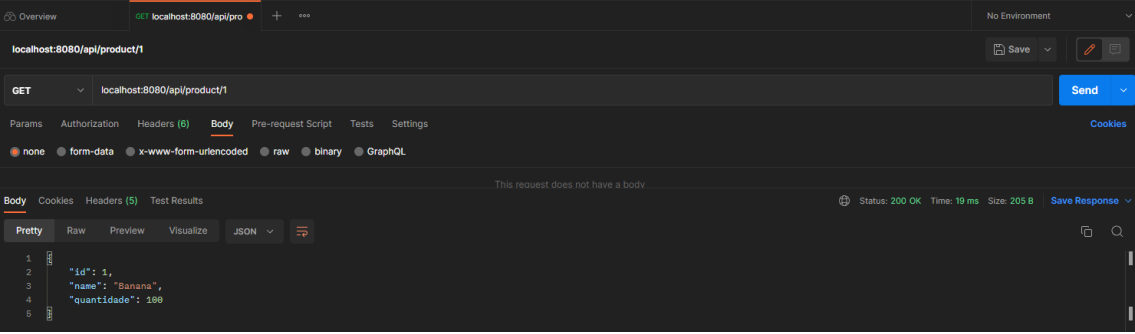 Overview
GET localhost:8080/api/pro
No Environment
localhost:8080/api/product/1
Save
GET
localhost:8080/api/product/1
Send
Params Authorization Headers (6) Body Pre-request Script Tests Settings
Cookies
none form-data x-www-form-urlencoded raw binary GraphQL
This request does not have a body
Body Cookies Headers (5) Test Results
Status: 200 OK Time: 19 ms Size: 205 B
Save Response
Pretty Raw Preview Visualize JSON
1 {
2 "id": 1,
3 "name": "Banana",
4 "quantidade": 100
5 }